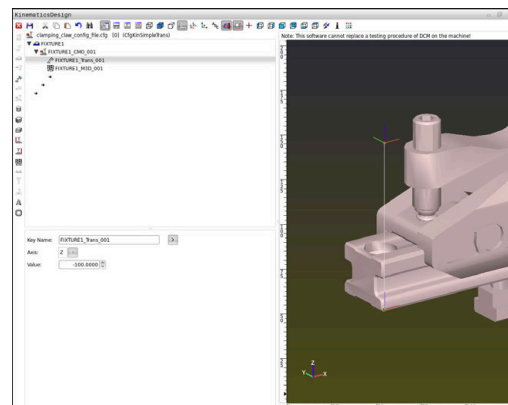 KinematicsDesign
clamping_claw_config_file.cfg [0] (CfgKinSimpleTrans)
Note: This software cannot replace a testing procedure of DCM on the machine!
FIXTURE1
FIXTURE1_CMO_001
FIXTURE1_Trans_001
FIXTURE1_M3D_001
Key Name: FIXTURE1_Trans_001
Axis: Z
Value: -100.0000
Z
Y X